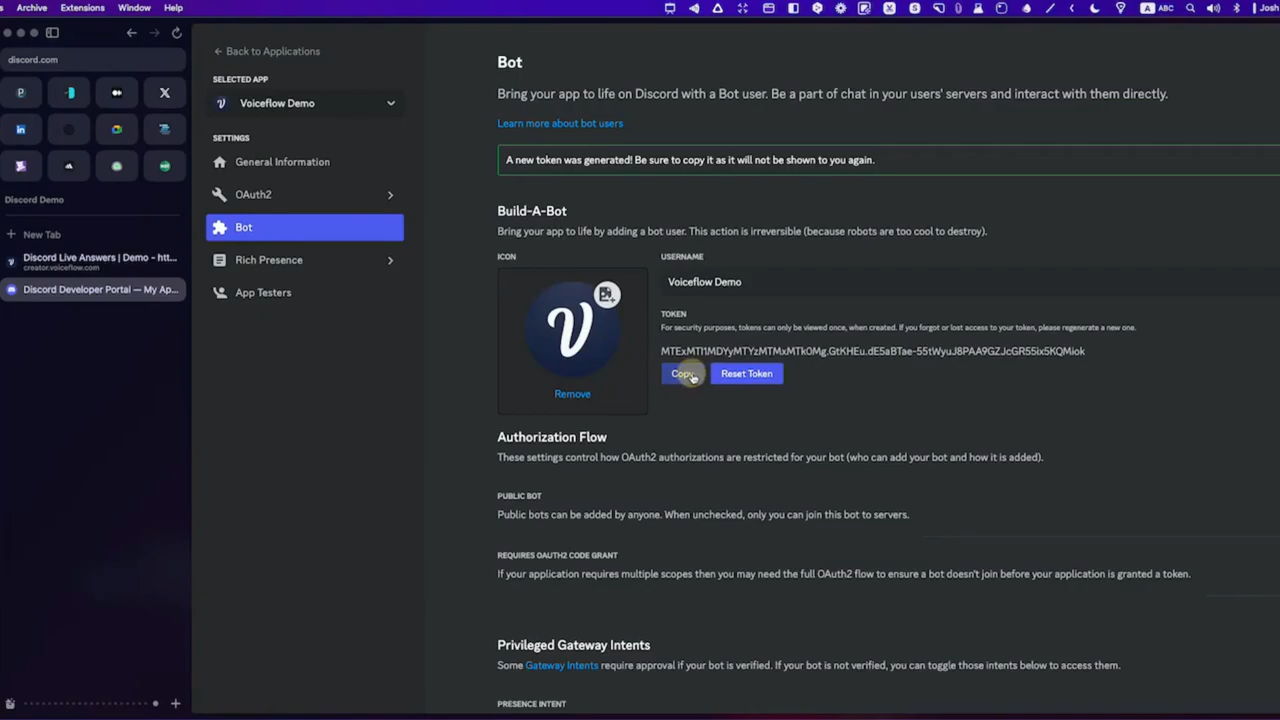 s Archive Extensions Window Help
ABC Josh
discord.com
Discord Demo
New Tab
Discord Live Answers | Demo - htt...
creator.voiceflow.com
Discord Developer Portal — My Ap...
Back to Applications
SELECTED APP
Voiceflow Demo
SETTINGS
General Information
OAuth2
Bot
Rich Presence
App Testers
Bot
Bring your app to life on Discord with a Bot user. Be a part of chat in your users' servers and interact with them directly.
Learn more about bot users
A new token was generated! Be sure to copy it as it will not be shown to you again.
Build-A-Bot
Bring your app to life by adding a bot user. This action is irreversible (because robots are too cool to destroy).
ICON
Remove
USERNAME
Voiceflow Demo
TOKEN
For security purposes, tokens can only be viewed once, when created. If you forgot or lost access to your token, please regenerate a new one.
Copy Reset Token
Authorization Flow
These settings control how OAuth2 authorizations are restricted for your bot (who can add your bot and how it is added).
PUBLIC BOT
Public bots can be added by anyone. When unchecked, only you can join this bot to servers.
REQUIRES OAUTH2 CODE GRANT
If your application requires multiple scopes then you may need the full OAuth2 flow to ensure a bot doesn't join before your application is granted a token.
Privileged Gateway Intents
Some Gateway Intents require approval if your bot is verified. If your bot is not verified, you can toggle those intents below to access them.
PRESENCE INTENT